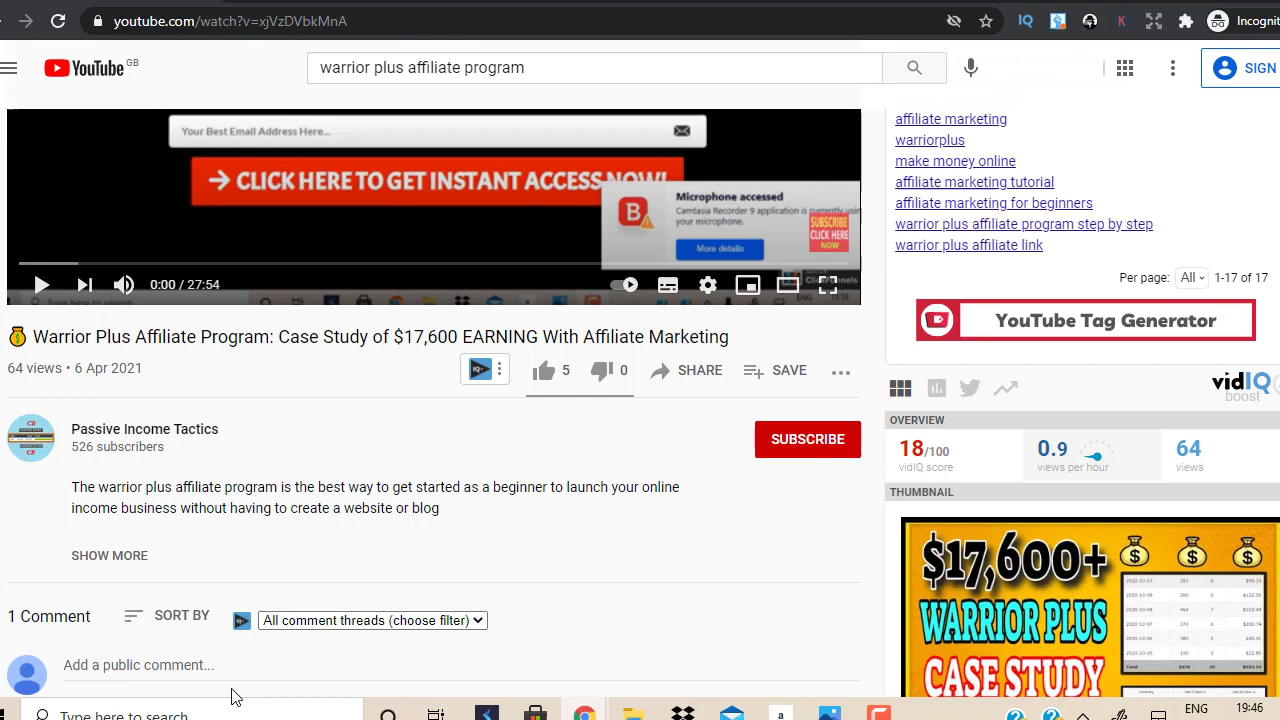 youtube.com/watch?v=xjVzDVbkMnA
IQ
K
Incognit
YouTube GB
warrior plus affiliate program
SIGN
Your Best Email Address Here...
→ CLICK HERE TO GET INSTANT ACCESS NOW!
Microphone accessed
Camtasia Recorder 9 application is currently using
your microphone.
B
More details
SUBSCRIBE
CLICK HERE
NOW
0:00 / 27:54
affiliate marketing
warriorplus
make money online
affiliate marketing tutorial
affiliate marketing for beginners
warrior plus affiliate program step by step
warrior plus affiliate link
Per page: All 1-17 of 17
YouTube Tag Generator
💰 Warrior Plus Affiliate Program: Case Study of $17,600 EARNING With Affiliate Marketing
64 views • 6 Apr 2021
IQ
5
0
SHARE
SAVE
vidIQ
boost
OVERVIEW
18/100
vidIQ score
0.9
views per hour
64
views
THUMBNAIL
CB
CB
Passive Income Tactics
526 subscribers
SUBSCRIBE
The warrior plus affiliate program is the best way to get started as a beginner to launch your online
income business without having to create a website or blog
SHOW MORE
1 Comment
SORT BY
All comment threads (choose filter)
Add a public comment...
$17,600+
WARRIOR PLUS
CASE STUDY
Type here to search
a
ENG
19:46